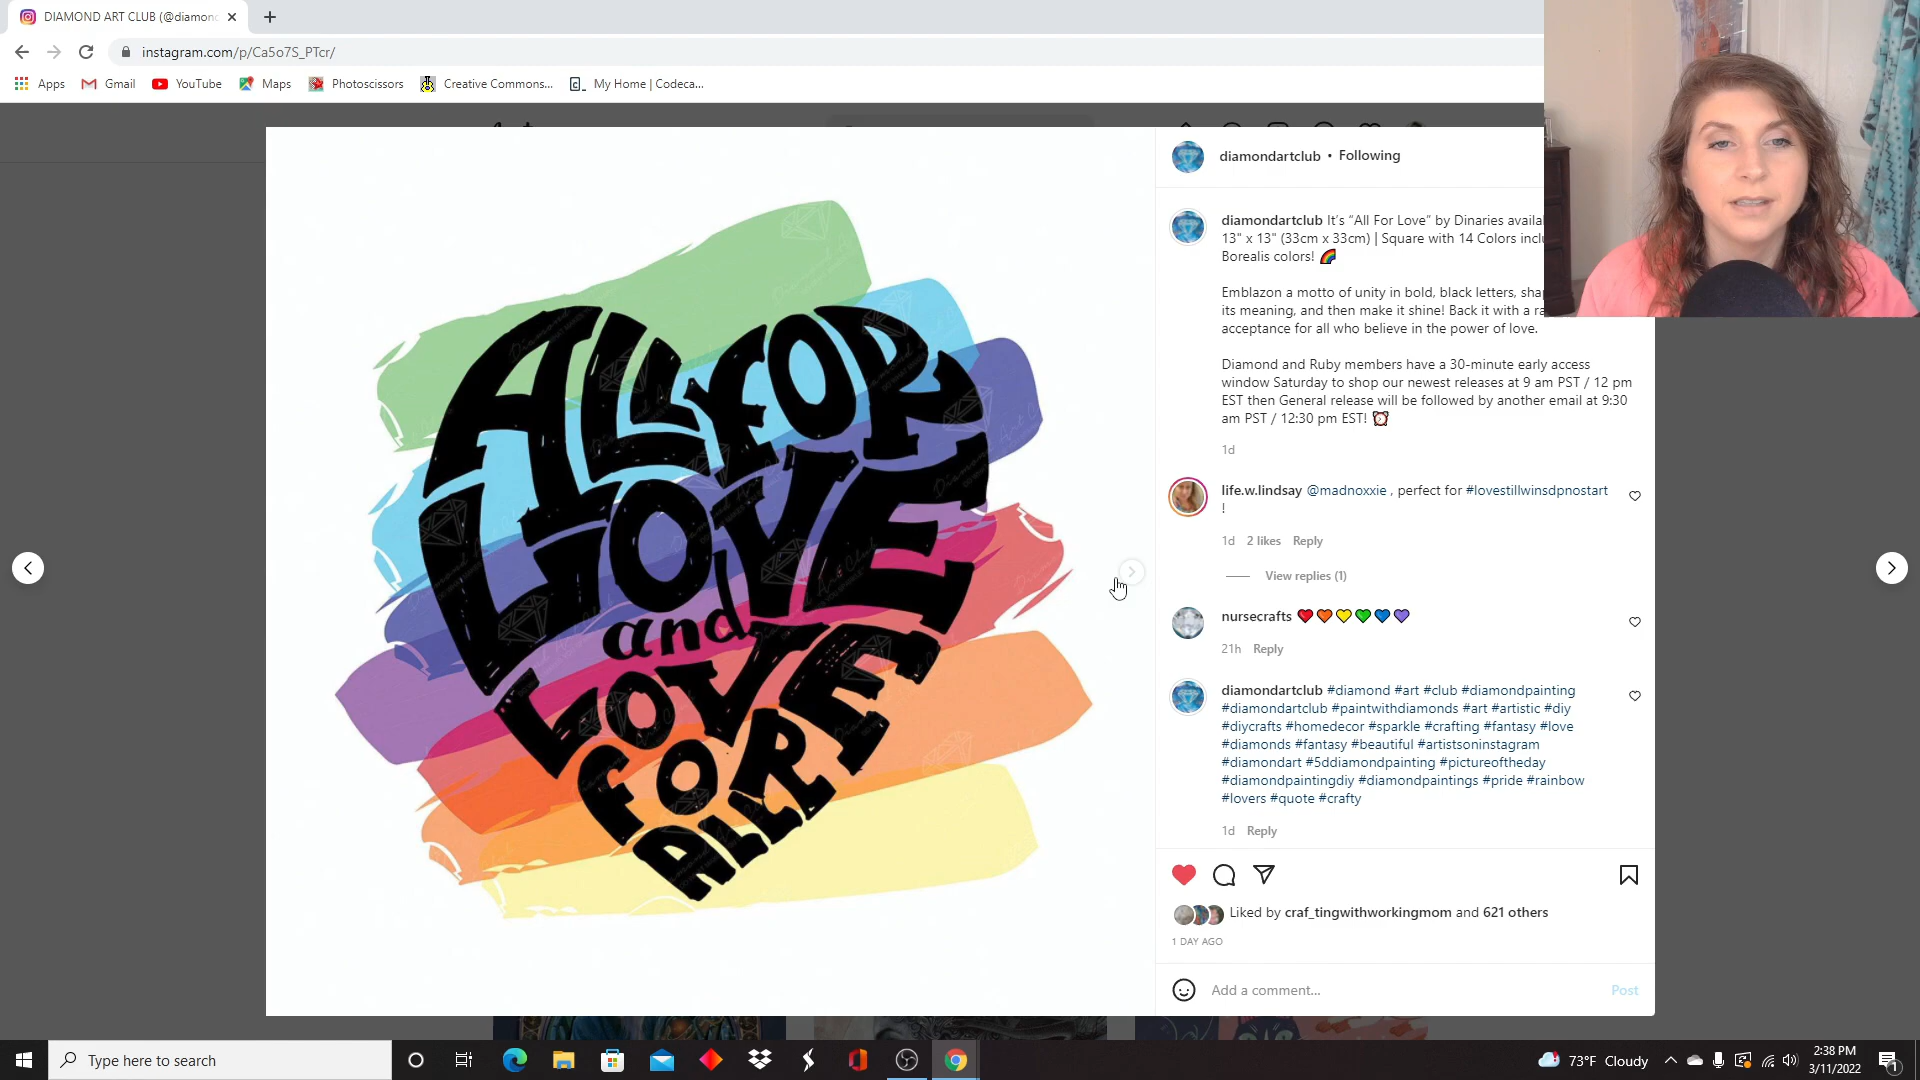 DIAMOND ART CLUB (@diamon
instagram.com/p/Ca5o7S_PTcr/
Apps
Gmail
YouTube
Maps
Photoscissors
Creative Commons...
My Home | Codeca...
ALL FOR
LOVE
and
LOVE
FOR
ALL
diamondartclub • Following
diamondartclub It's “All For Love” by Dinaries
13" x 13" (33cm x 33cm) | Square with 14 Colors
Borealis colors! 🌈
Emblazon a motto of unity in bold, black letters,
its meaning, and then make it shine! Back it with a
acceptance for all who believe in the power of love.
Diamond and Ruby members have a 30-minute early access
window Saturday to shop our newest releases at 9 am PST / 12 pm
EST then General release will be followed by another email at 9:30
am PST / 12:30 pm EST! ⏰
1d
life.w.lindsay @madnoxxie , perfect for #lovestillwinsdpnostart
!
1d 2 likes Reply
View replies (1)
nursecrafts ❤️🧡💛💚💙💜
21h Reply
diamondartclub #diamond #art #club #diamondpainting
#diamondartclub #paintwithdiamonds #art #artistic #diy
#diycrafts #homedecor #sparkle #crafting #fantasy #love
#diamonds #fantasy #beautiful #artistsoninstagram
#diamondart #5ddiamondpainting #pictureoftheday
#diamondpaintingdiy #diamondpaintings #pride #rainbow
#lovers #quote #crafty
1d Reply
Liked by craf_tingwithworkingmom and 621 others
1 DAY AGO
Add a comment... Post
Type here to search
73°F Cloudy
2:38 PM
3/11/2022
1